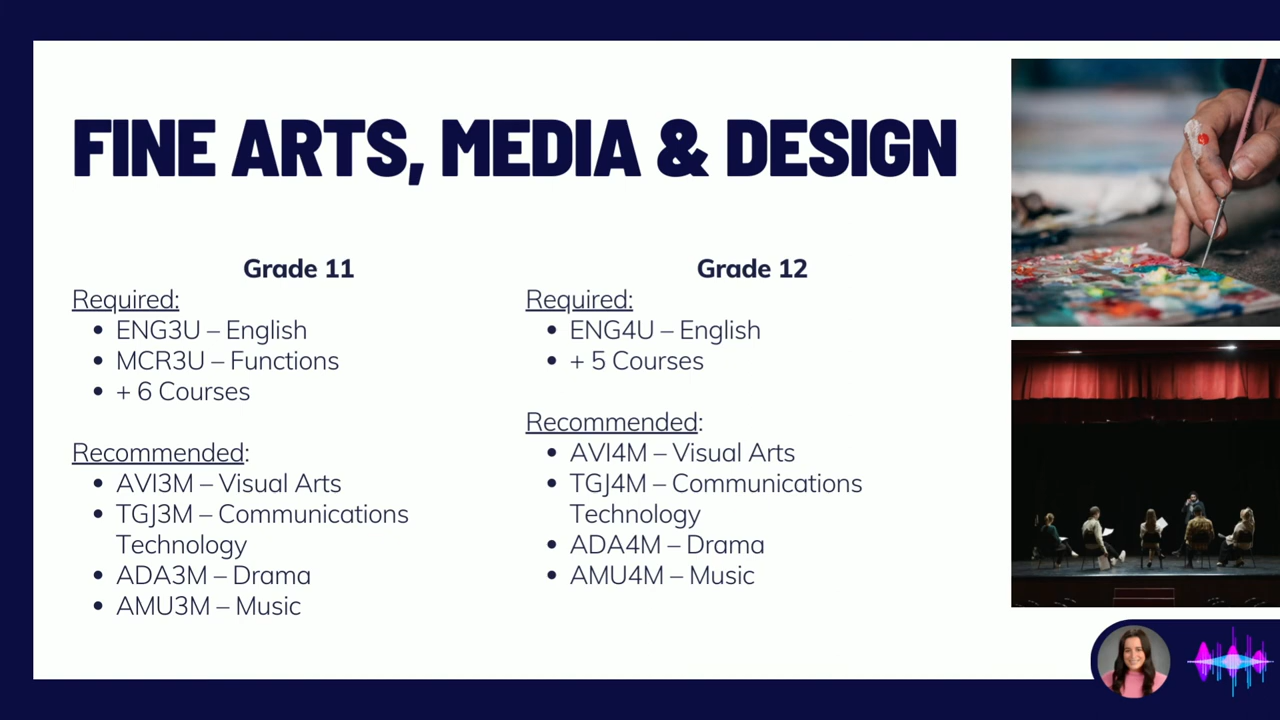 FINE ARTS, MEDIA & DESIGN
Grade 11
Required:
• ENG3U – English
• MCR3U – Functions
• + 6 Courses
Recommended:
• AVI3M – Visual Arts
• TGJ3M – Communications
Technology
• ADA3M – Drama
• AMU3M – Music
Grade 12
Required:
• ENG4U – English
• + 5 Courses
Recommended:
• AVI4M – Visual Arts
• TGJ4M – Communications
Technology
• ADA4M – Drama
• AMU4M – Music